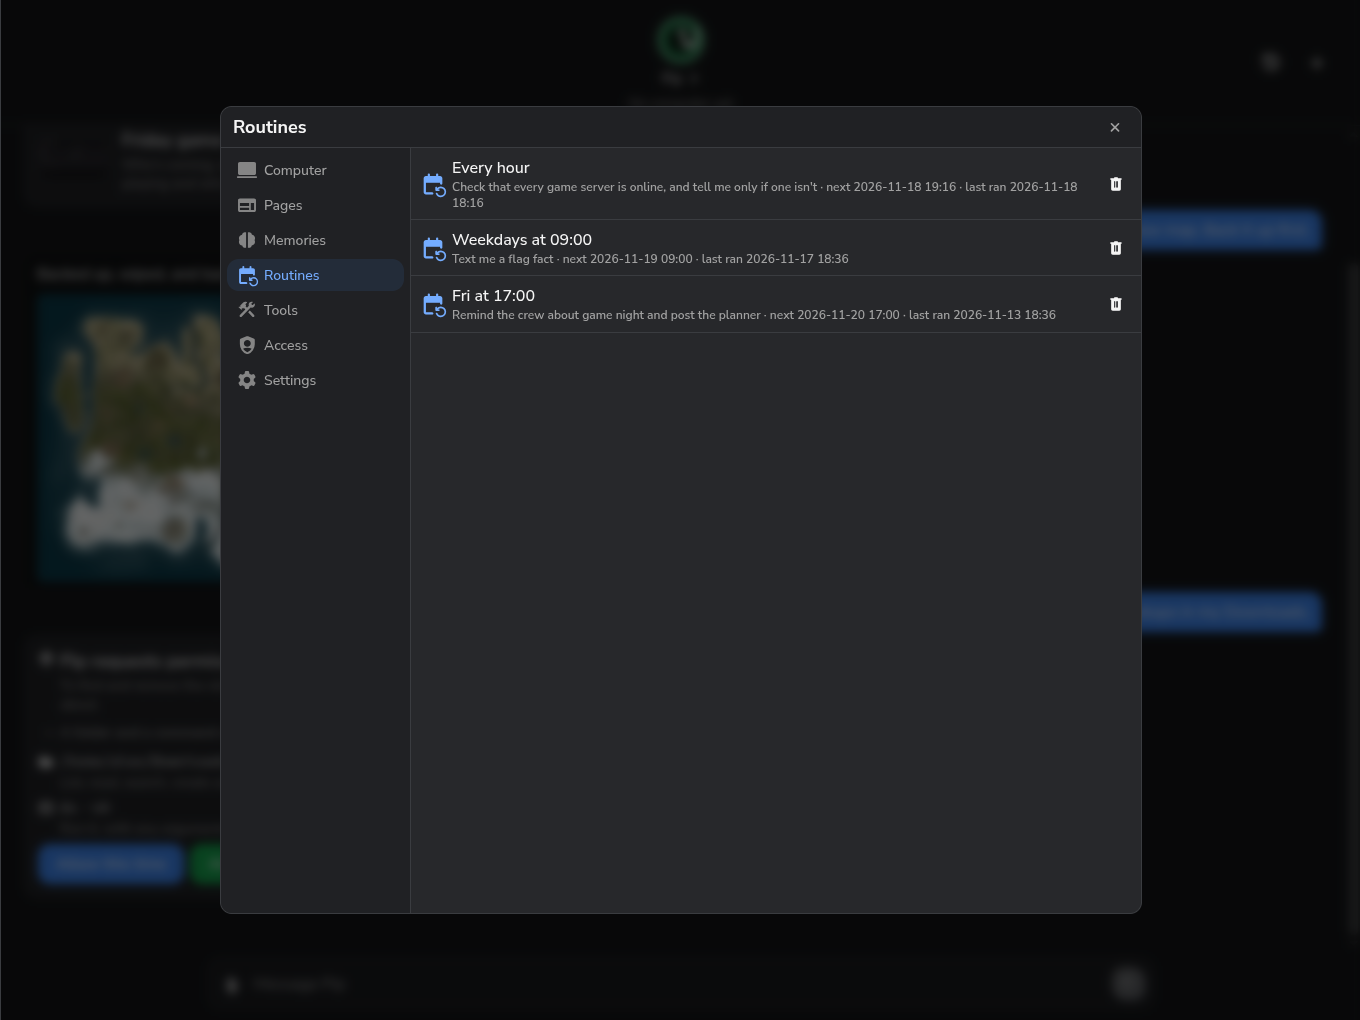 Routines
Computer
Pages
Memories
Routines
Tools
Access
Settings
Every hour
Check that every game server is online, and tell me only if one isn't · next 2026-11-18 19:16 · last ran 2026-11-18
18:16
Weekdays at 09:00
Text me a flag fact · next 2026-11-19 09:00 · last ran 2026-11-17 18:36
Fri at 17:00
Remind the crew about game night and post the planner · next 2026-11-20 17:00 · last ran 2026-11-13 18:36